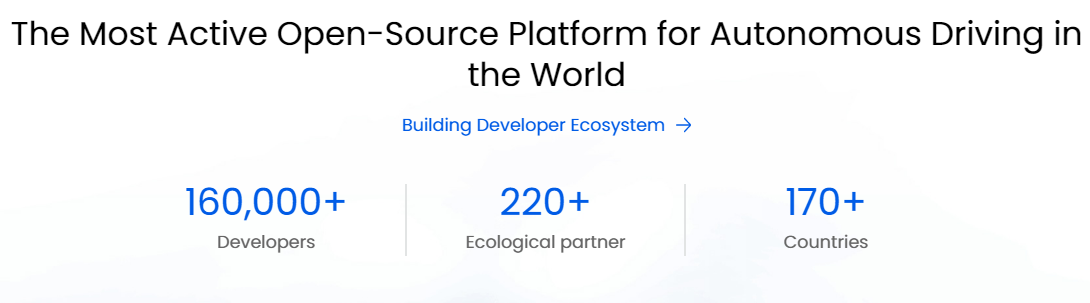 The Most Active Open-Source Platform for Autonomous Driving in
the World
Building Developer Ecosystem →
160,000+
Developers
220+
Ecological partner
170+
Countries